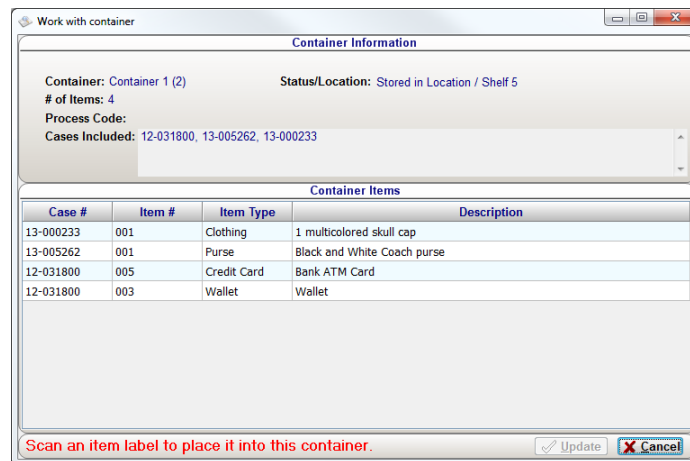 Work with container
Container Information
Container: Container 1 (2) Status/Location: Stored in Location / Shelf 5
# of Items: 4
Process Code:
Cases Included: 12-031800, 13-005262, 13-000233
Container Items
Case # Item # Item Type Description
13-000233 001 Clothing 1 multicolored skull cap
13-005262 001 Purse Black and White Coach purse
12-031800 005 Credit Card Bank ATM Card
12-031800 003 Wallet Wallet
Scan an item label to place it into this container. Update Cancel